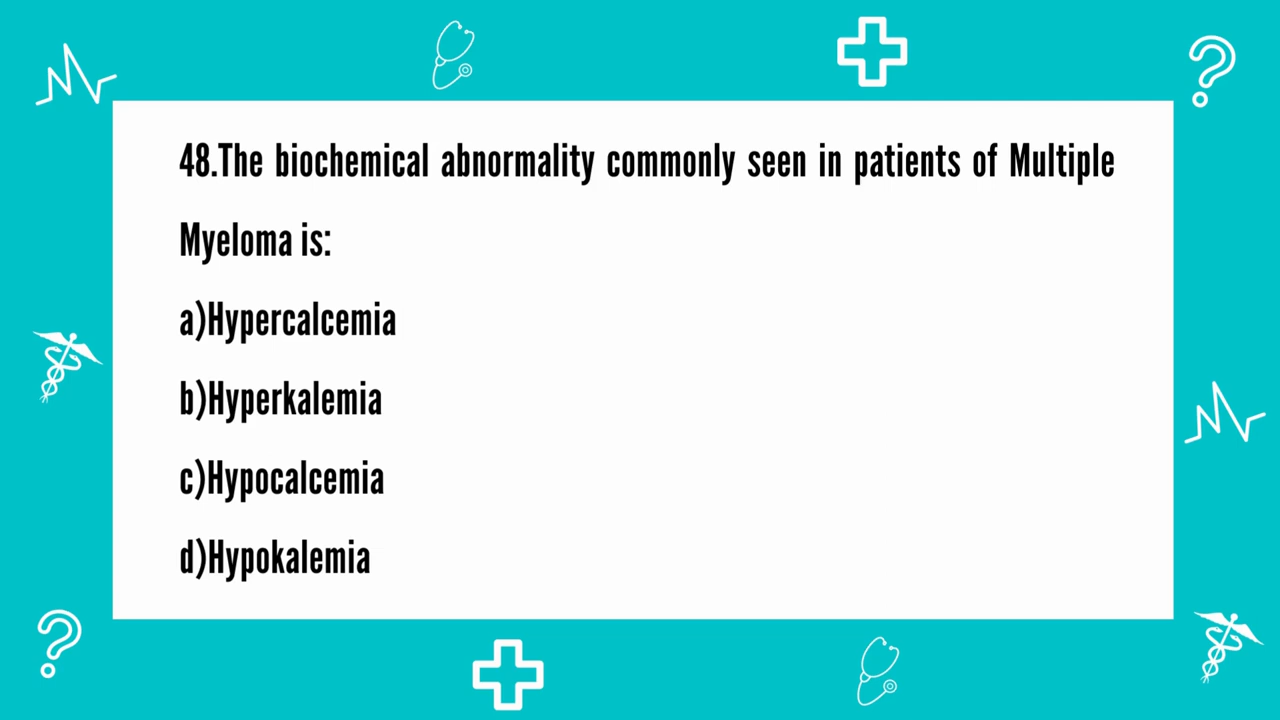 48.The biochemical abnormality commonly seen in patients of Multiple
Myeloma is:
a)Hypercalcemia
b)Hyperkalemia
c)Hypocalcemia
d)Hypokalemia